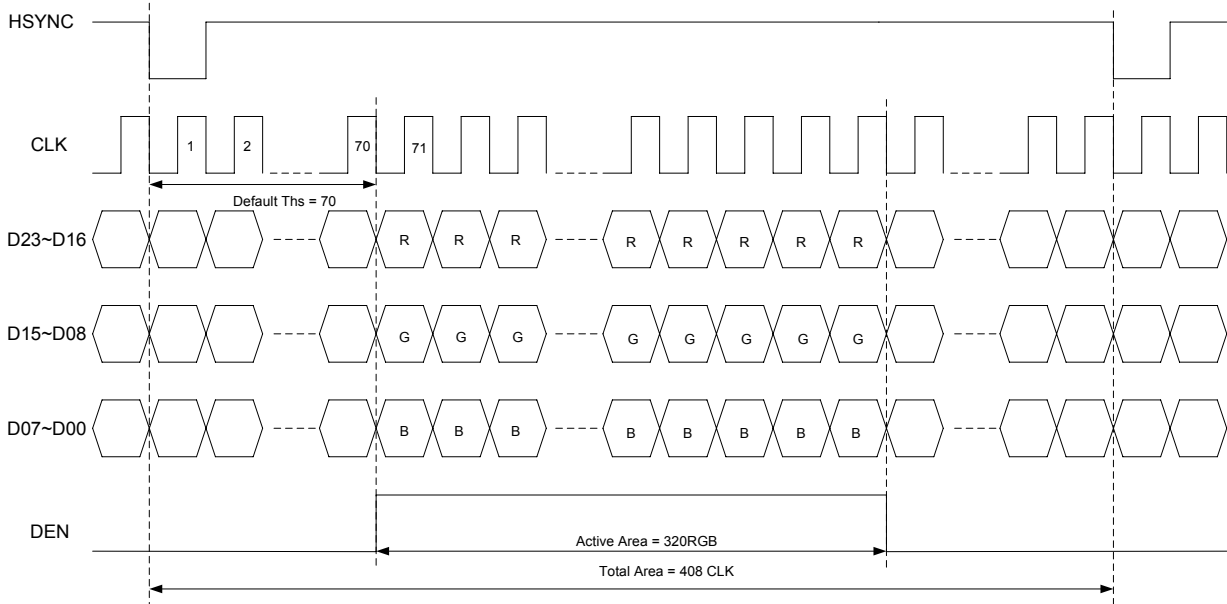 HSYNC
CLK
1 2 70 71
Default Ths = 70
D23~D16
R R R R R R R R
D15~D08
G G G G G G G G
D07~D00
B B B B B B B B
DEN
Active Area = 320RGB
Total Area = 408 CLK